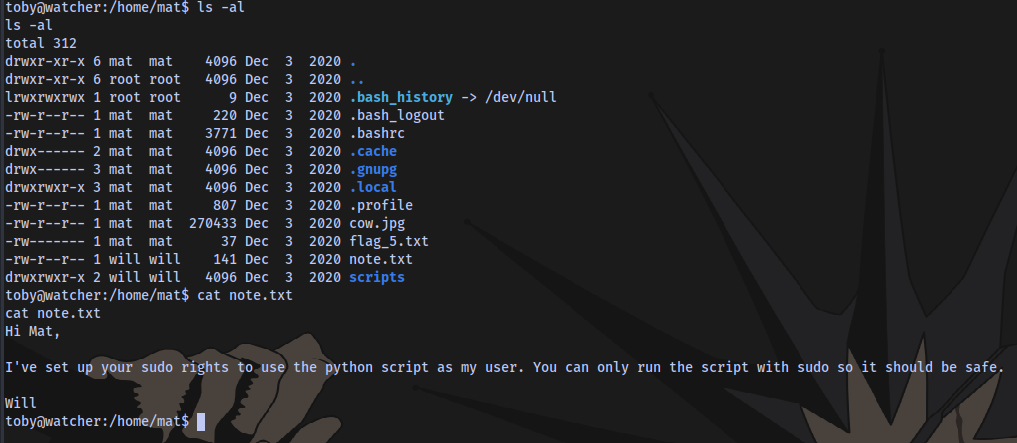 toby@watcher:/home/mat$ ls -al
ls -al
total 312
drwxr-xr-x 6 mat  mat    4096 Dec  3  2020 .
drwxr-xr-x 6 root root   4096 Dec  3  2020 ..
lrwxrwxrwx 1 root root      9 Dec  3  2020 .bash_history -> /dev/null
-rw-r--r-- 1 mat  mat     220 Dec  3  2020 .bash_logout
-rw-r--r-- 1 mat  mat    3771 Dec  3  2020 .bashrc
drwx------ 2 mat  mat    4096 Dec  3  2020 .cache
drwx------ 3 mat  mat    4096 Dec  3  2020 .gnupg
drwxrwxr-x 3 mat  mat    4096 Dec  3  2020 .local
-rw-r--r-- 1 mat  mat     807 Dec  3  2020 .profile
-rw-r--r-- 1 mat  mat  270433 Dec  3  2020 cow.jpg
-rw------- 1 mat  mat      37 Dec  3  2020 flag_5.txt
-rw-r--r-- 1 will will    141 Dec  3  2020 note.txt
drwxrwxr-x 2 will will   4096 Dec  3  2020 scripts
toby@watcher:/home/mat$ cat note.txt
cat note.txt
Hi Mat,
I've set up your sudo rights to use the python script as my user. You can only run the script with sudo so it should be safe.
Will
toby@watcher:/home/mat$